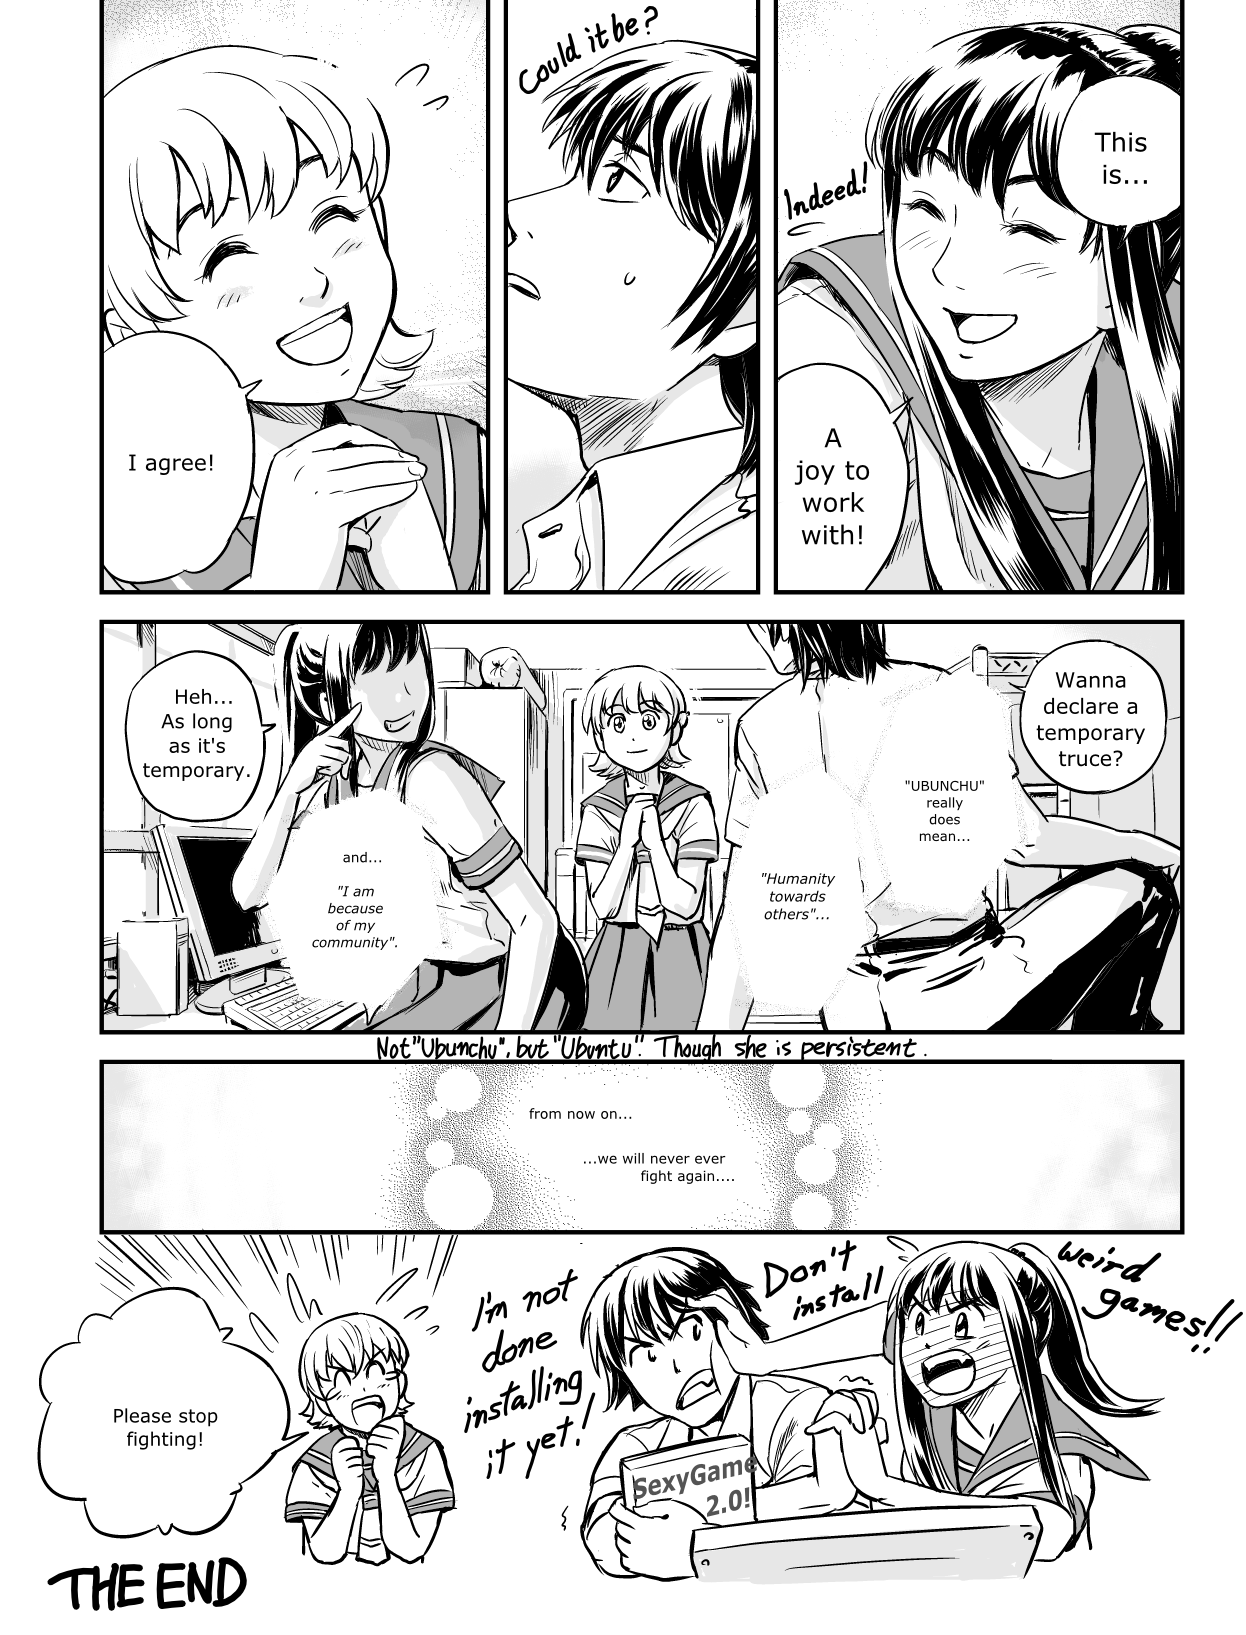 This
is...
Indeed!
A
joy to
work
with!
Could it be?
I agree!
Wanna
declare a
temporary
truce?
"UBUNCHU"
really
does
mean...
"Humanity
towards
others"...
Heh...
As long
as it's
temporary.
and...
"I am
because
of my
community".
Not "Ubunchu", but "Ubuntu". Though she is persistent.
from now on...
...we will never ever
fight again....
Don't
install
weird
games!!
I'm not
done
installing
it yet!
SexyGame
2.0!
Please stop
fighting!
THE END